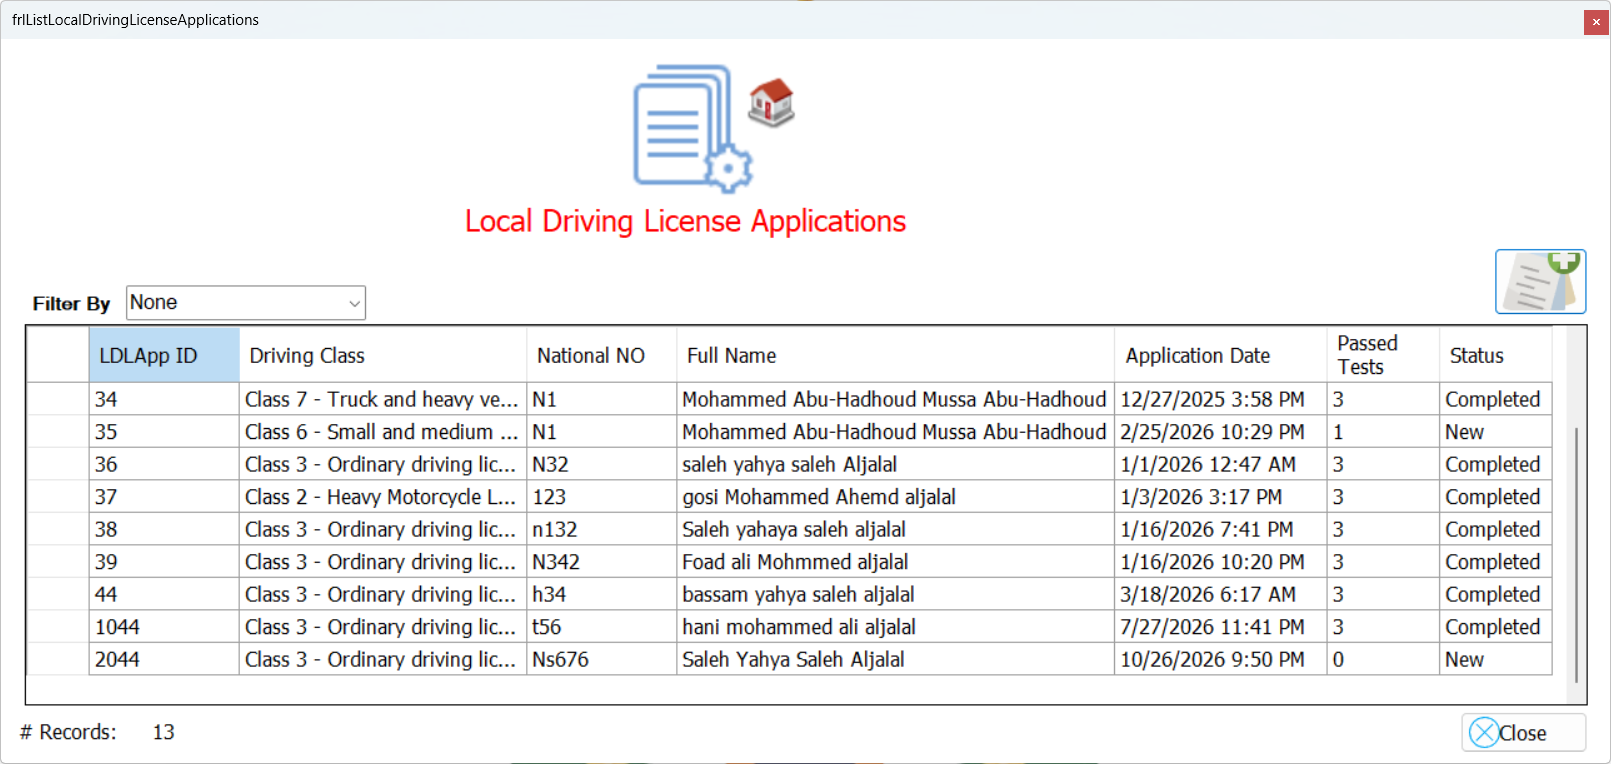 frlListLocalDrivingLicenseApplications
Local Driving License Applications
Filter By None
LDLApp ID Driving Class National NO Full Name Application Date Passed Tests Status
34 Class 7 - Truck and heavy ve... N1 Mohammed Abu-Hadhoud Mussa Abu-Hadhoud 12/27/2025 3:58 PM 3 Completed
35 Class 6 - Small and medium ... N1 Mohammed Abu-Hadhoud Mussa Abu-Hadhoud 2/25/2026 10:29 PM 1 New
36 Class 3 - Ordinary driving lic... N32 saleh yahya saleh Aljalal 1/1/2026 12:47 AM 3 Completed
37 Class 2 - Heavy Motorcycle L... 123 gosi Mohammed Ahemd aljalal 1/3/2026 3:17 PM 3 Completed
38 Class 3 - Ordinary driving lic... n132 Saleh yahaya saleh aljalal 1/16/2026 7:41 PM 3 Completed
39 Class 3 - Ordinary driving lic... N342 Foad ali Mohmmed aljalal 1/16/2026 10:20 PM 3 Completed
44 Class 3 - Ordinary driving lic... h34 bassam yahya saleh aljalal 3/18/2026 6:17 AM 3 Completed
1044 Class 3 - Ordinary driving lic... t56 hani mohammed ali aljalal 7/27/2026 11:41 PM 3 Completed
2044 Class 3 - Ordinary driving lic... Ns676 Saleh Yahya Saleh Aljalal 10/26/2026 9:50 PM 0 New
# Records: 13
Close